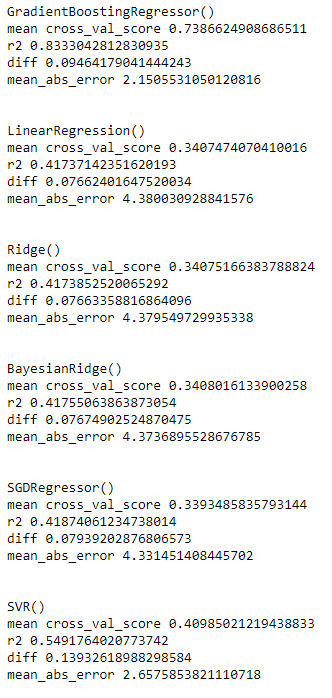 GradientBoostingRegressor()
mean cross_val_score 0.7386624908686511
r2 0.8333042812830935
diff 0.09464179041444243
mean_abs_error 2.1505531050120816
LinearRegression()
mean cross_val_score 0.3407474070410016
r2 0.41737142351620193
diff 0.07662401647520034
mean_abs_error 4.380030928841576
Ridge()
mean cross_val_score 0.34075166383788824
r2 0.4173852520065292
diff 0.07663358816864096
mean_abs_error 4.379549729935338
BayesianRidge()
mean cross_val_score 0.3408016133900258
r2 0.41755063863873054
diff 0.07674902524870475
mean_abs_error 4.3736895528676785
SGDRegressor()
mean cross_val_score 0.3393485835793144
r2 0.41874061234738014
diff 0.07939202876806573
mean_abs_error 4.331451408445702
SVR()
mean cross_val_score 0.40985021219438833
r2 0.5491764020773742
diff 0.13932618988298584
mean_abs_error 2.6575853821110718